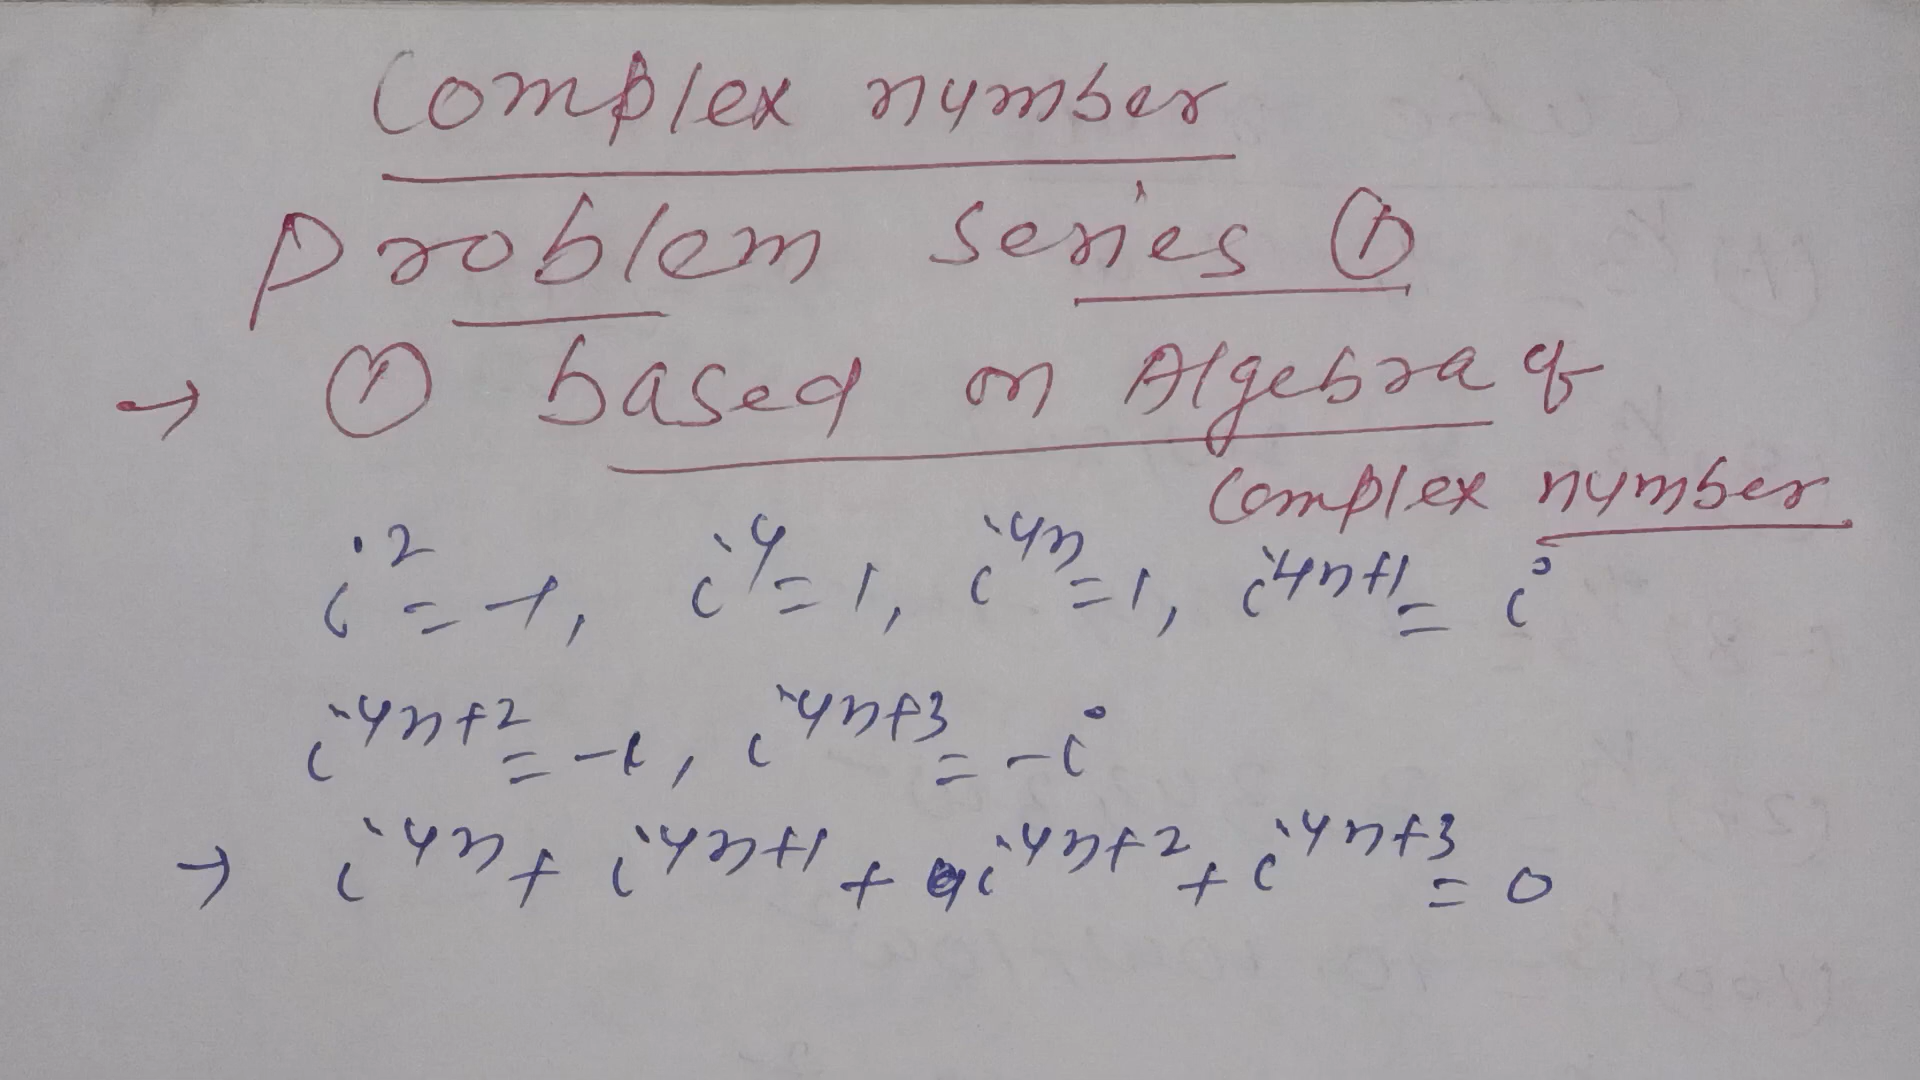 Complex number
Problem series ①
→ ① based on Algebra of
Complex number
i² = -1, i⁴ = 1, i⁴ⁿ = 1, i⁴ⁿ⁺¹ = i
i⁴ⁿ⁺² = -1, i⁴ⁿ⁺³ = -i
→ i⁴ⁿ + i⁴ⁿ⁺¹ + i⁴ⁿ⁺² + i⁴ⁿ⁺³ = 0